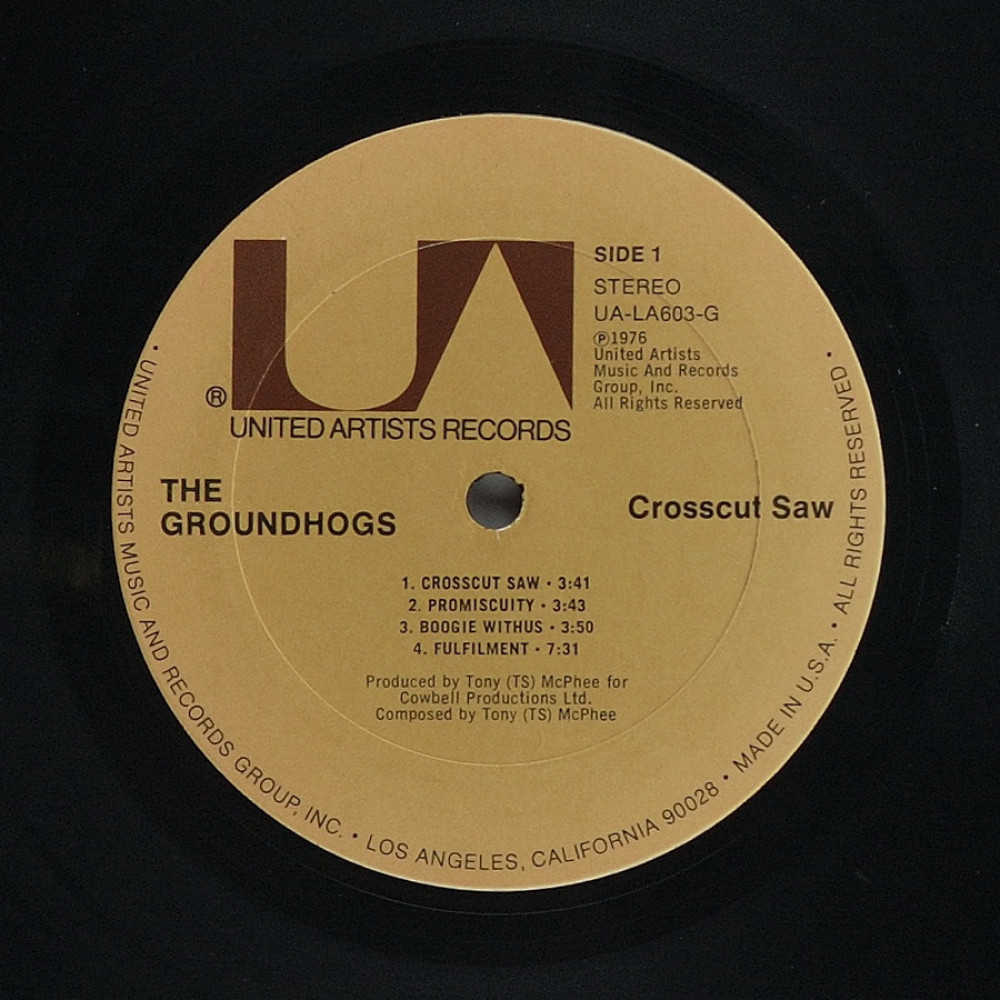 UA
®
UNITED ARTISTS RECORDS
SIDE 1
STEREO
UA-LA603-G
℗1976
United Artists
Music And Records
Group, Inc.
All Rights Reserved
THE
GROUNDHOGS
Crosscut Saw
1. CROSSCUT SAW • 3:41
2. PROMISCUITY • 3:43
3. BOOGIE WITHUS • 3:50
4. FULFILMENT • 7:31
Produced by Tony (TS) McPhee for
Cowbell Productions Ltd.
Composed by Tony (TS) McPhee
• UNITED ARTISTS MUSIC AND RECORDS GROUP, INC. • LOS ANGELES, CALIFORNIA 90028 • MADE IN U.S.A. • ALL RIGHTS RESERVED •